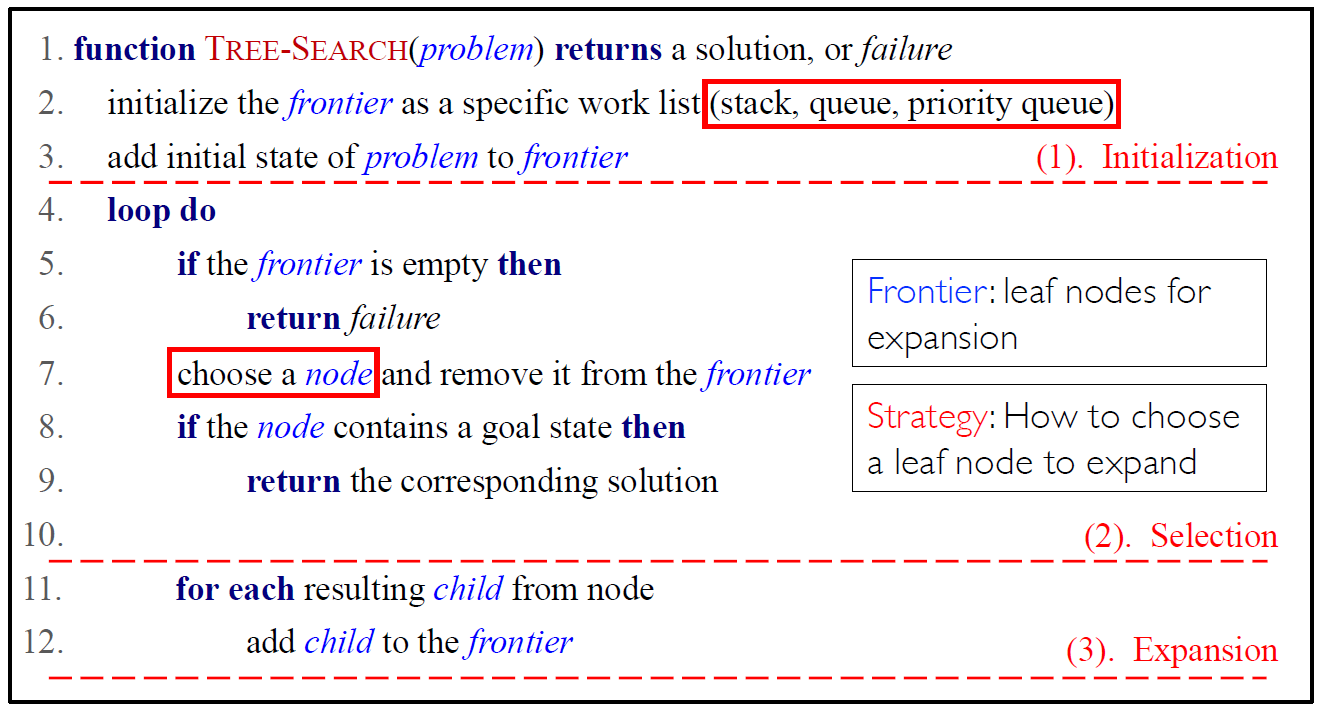 1. function TREE-SEARCH(problem) returns a solution, or failure
2. initialize the frontier as a specific work list (stack, queue, priority queue)
3. add initial state of problem to frontier
(1). Initialization
4. loop do
5. if the frontier is empty then
6. return failure
7. choose a node and remove it from the frontier
8. if the node contains a goal state then
9. return the corresponding solution
10.
Frontier: leaf nodes for
expansion
Strategy: How to choose
a leaf node to expand
(2). Selection
11. for each resulting child from node
12. add child to the frontier
(3). Expansion